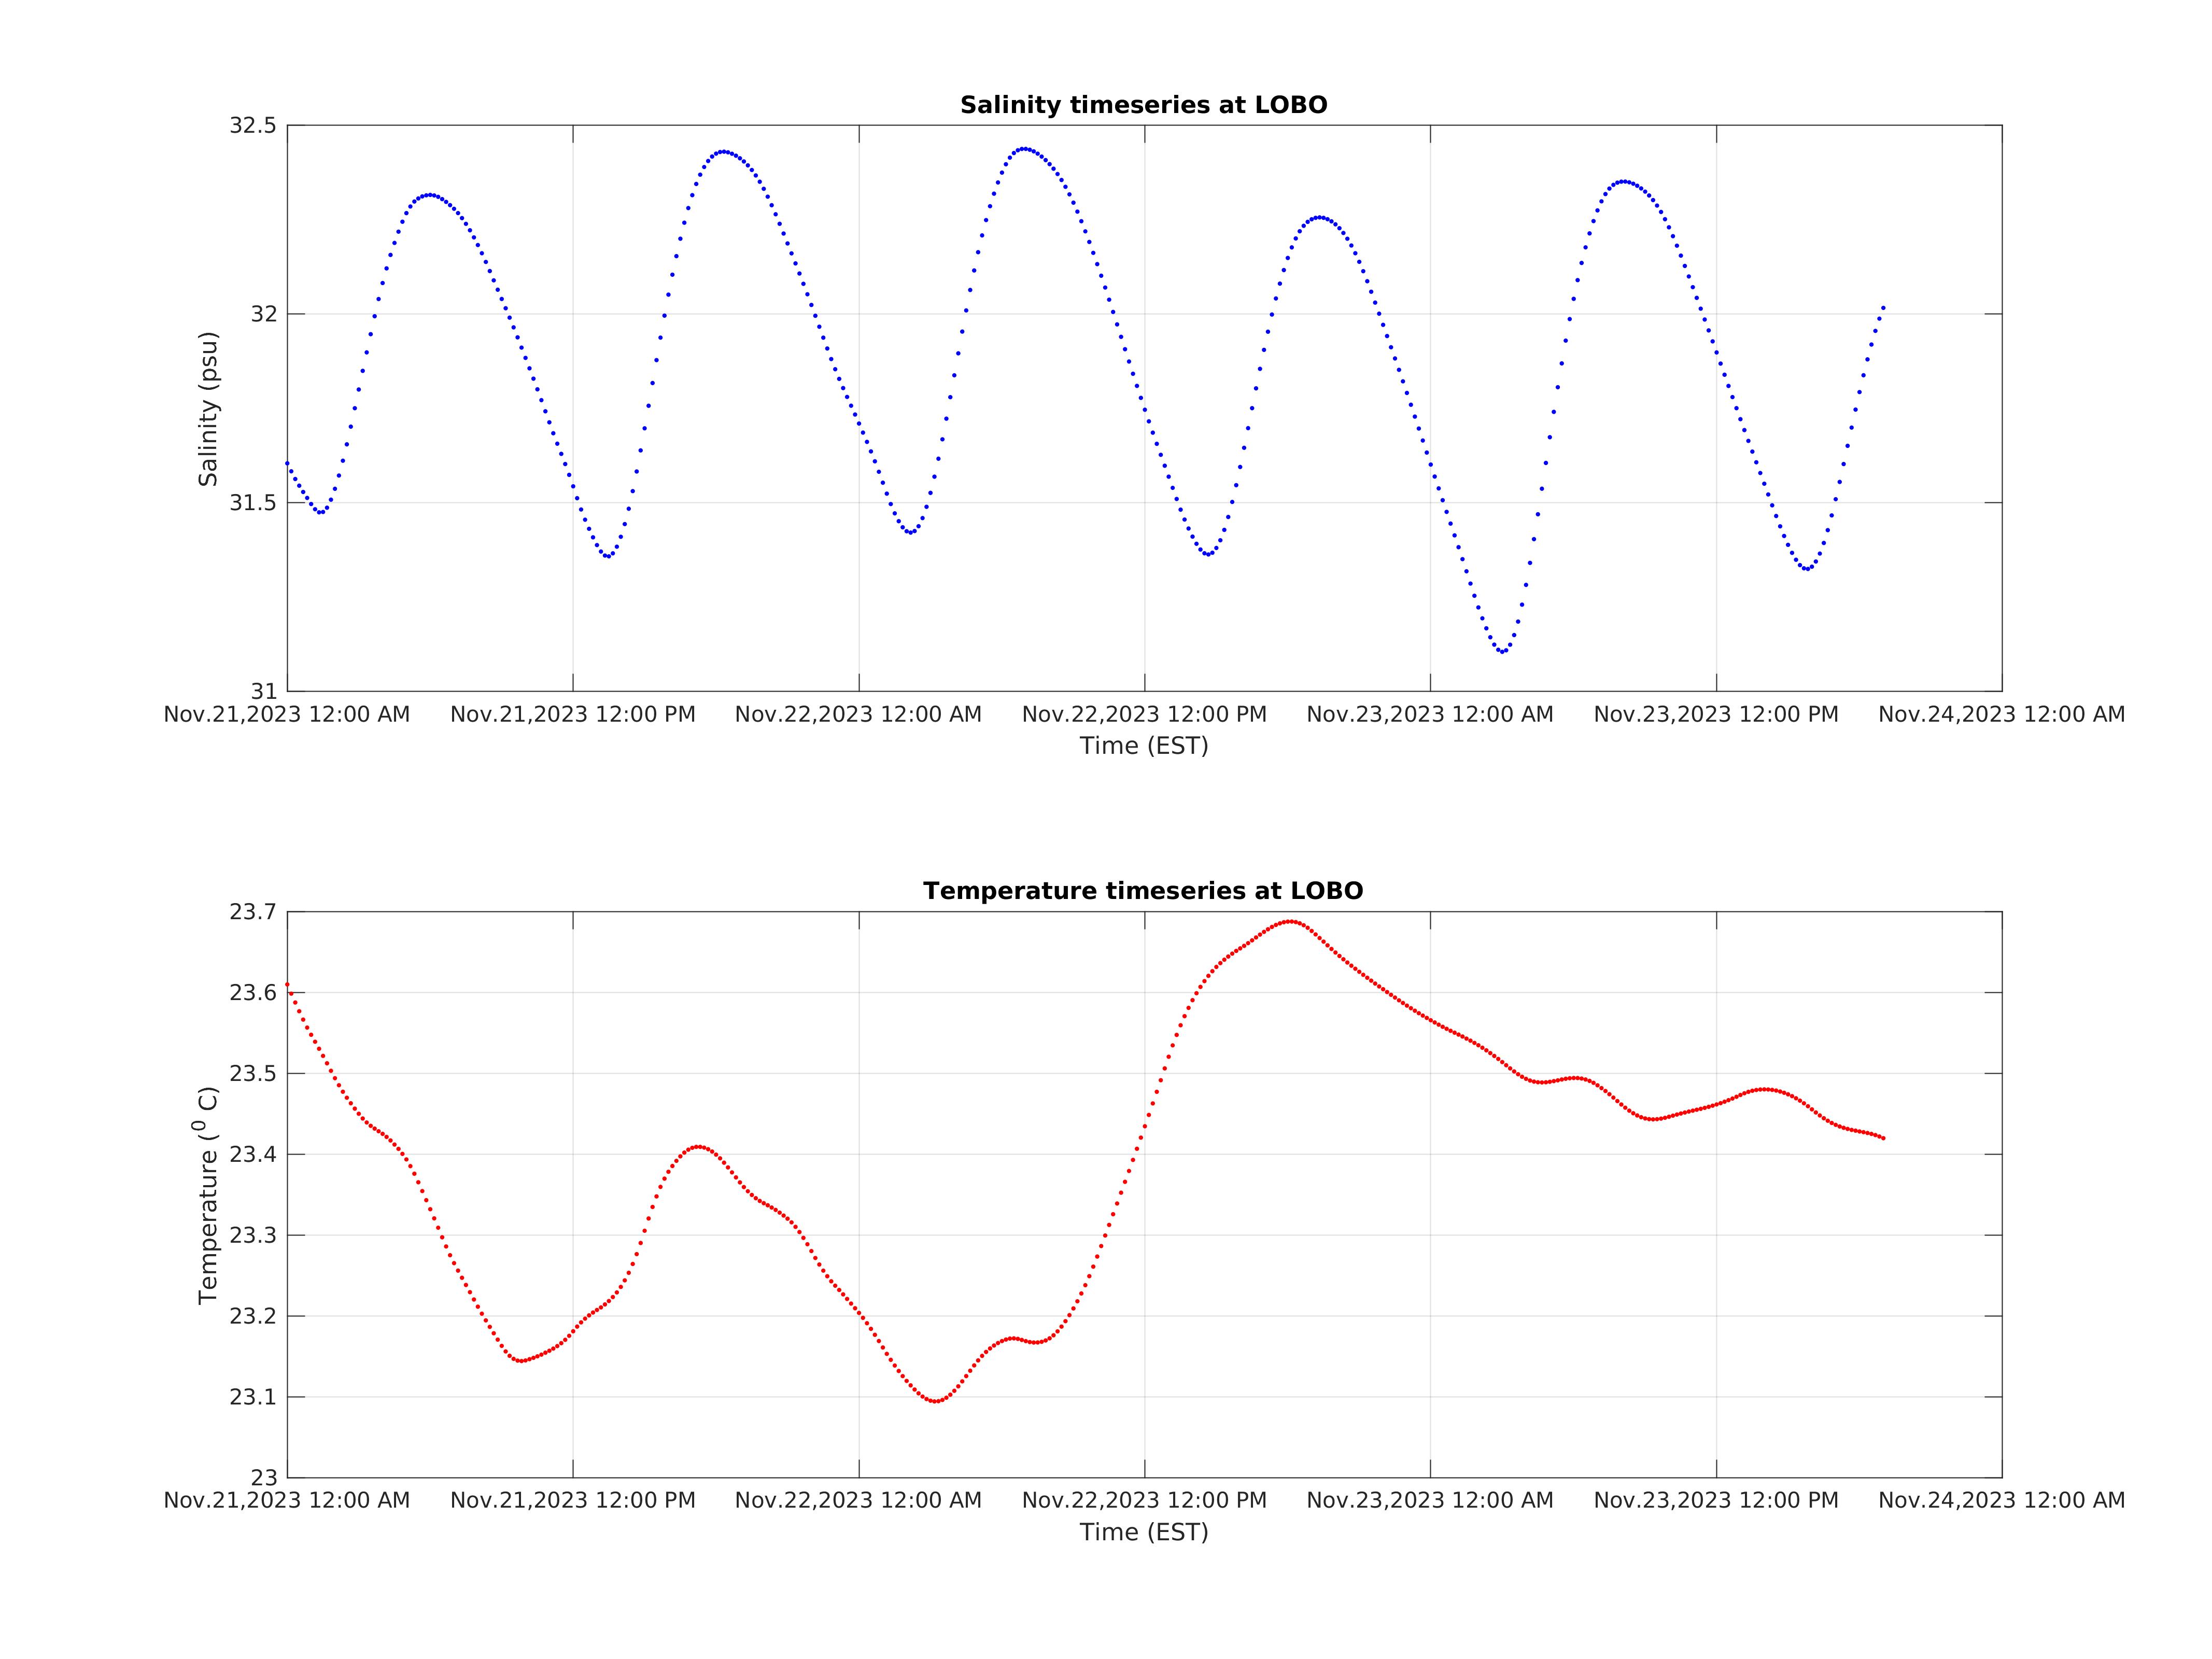 Salinity timeseries at LOBO
32.5
32
31.5
31
Salinity (psu)
Nov.21,2023 12:00 AM Nov.21,2023 12:00 PM Nov.22,2023 12:00 AM Nov.22,2023 12:00 PM Nov.23,2023 12:00 AM Nov.23,2023 12:00 PM Nov.24,2023 12:00 AM
Time (EST)
Temperature timeseries at LOBO
23.7
23.6
23.5
23.4
23.3
23.2
23.1
23
Temperature (⁰ C)
Nov.21,2023 12:00 AM Nov.21,2023 12:00 PM Nov.22,2023 12:00 AM Nov.22,2023 12:00 PM Nov.23,2023 12:00 AM Nov.23,2023 12:00 PM Nov.24,2023 12:00 AM
Time (EST)